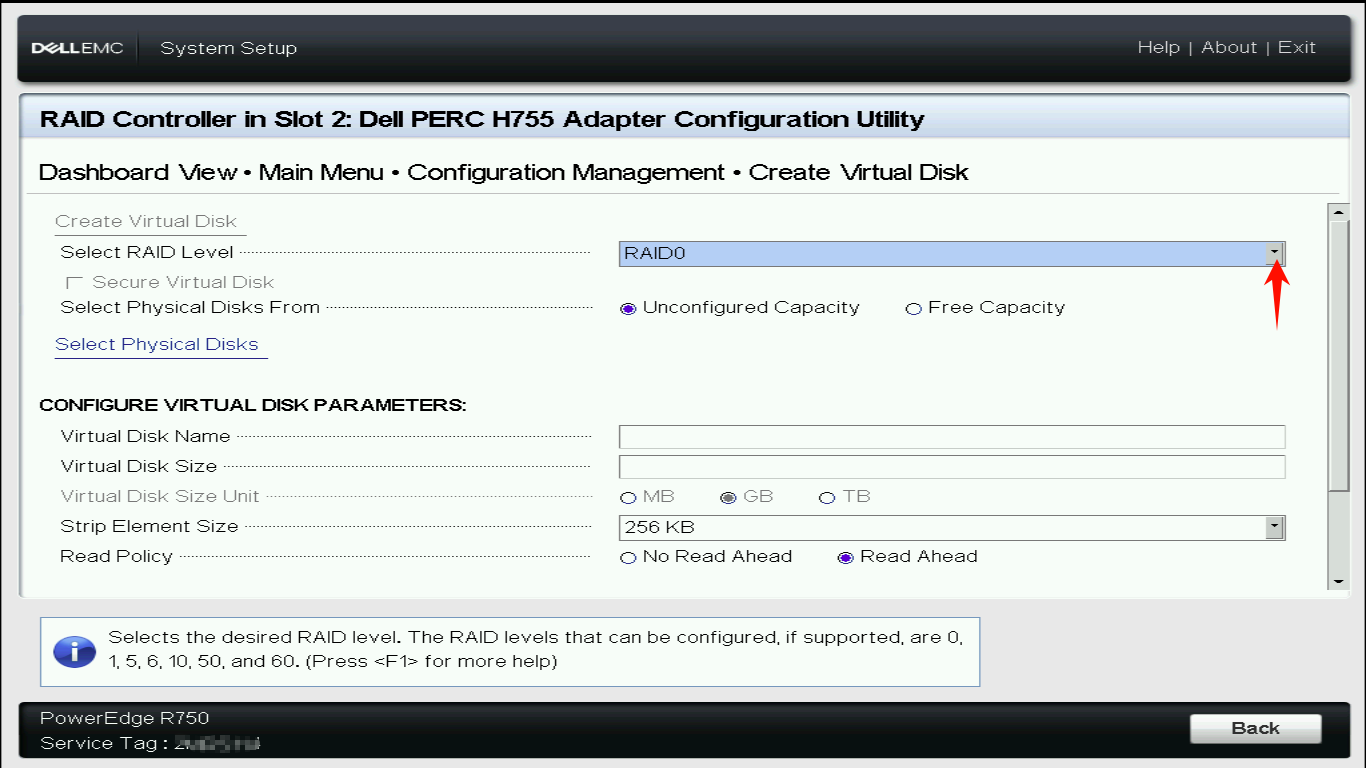 DELLEMC System Setup Help | About | Exit
RAID Controller in Slot 2: Dell PERC H755 Adapter Configuration Utility
Dashboard View • Main Menu • Configuration Management • Create Virtual Disk
Create Virtual Disk
Select RAID Level RAID0
Secure Virtual Disk
Select Physical Disks From Unconfigured Capacity Free Capacity
Select Physical Disks
CONFIGURE VIRTUAL DISK PARAMETERS:
Virtual Disk Name
Virtual Disk Size
Virtual Disk Size Unit MB GB TB
Strip Element Size 256 KB
Read Policy No Read Ahead Read Ahead
Selects the desired RAID level. The RAID levels that can be configured, if supported, are 0,
1, 5, 6, 10, 50, and 60. (Press <F1> for more help)
PowerEdge R750
Service Tag :
Back